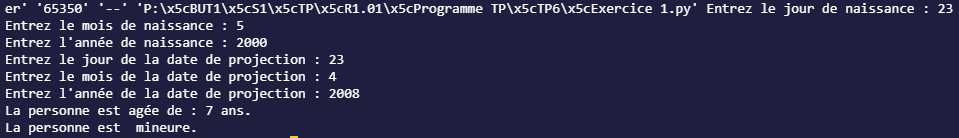 er' '65350' '--' 'P:\x5cBUT1\x5cS1\x5cTP\x5cR1.01\x5cProgramme TP\x5cTP6\x5cExercice 1.py' Entrez le jour de naissance : 23
Entrez le mois de naissance : 5
Entrez l'année de naissance : 2000
Entrez le jour de la date de projection : 23
Entrez le mois de la date de projection : 4
Entrez l'année de la date de projection : 2008
La personne est agée de : 7 ans.
La personne est  mineure.